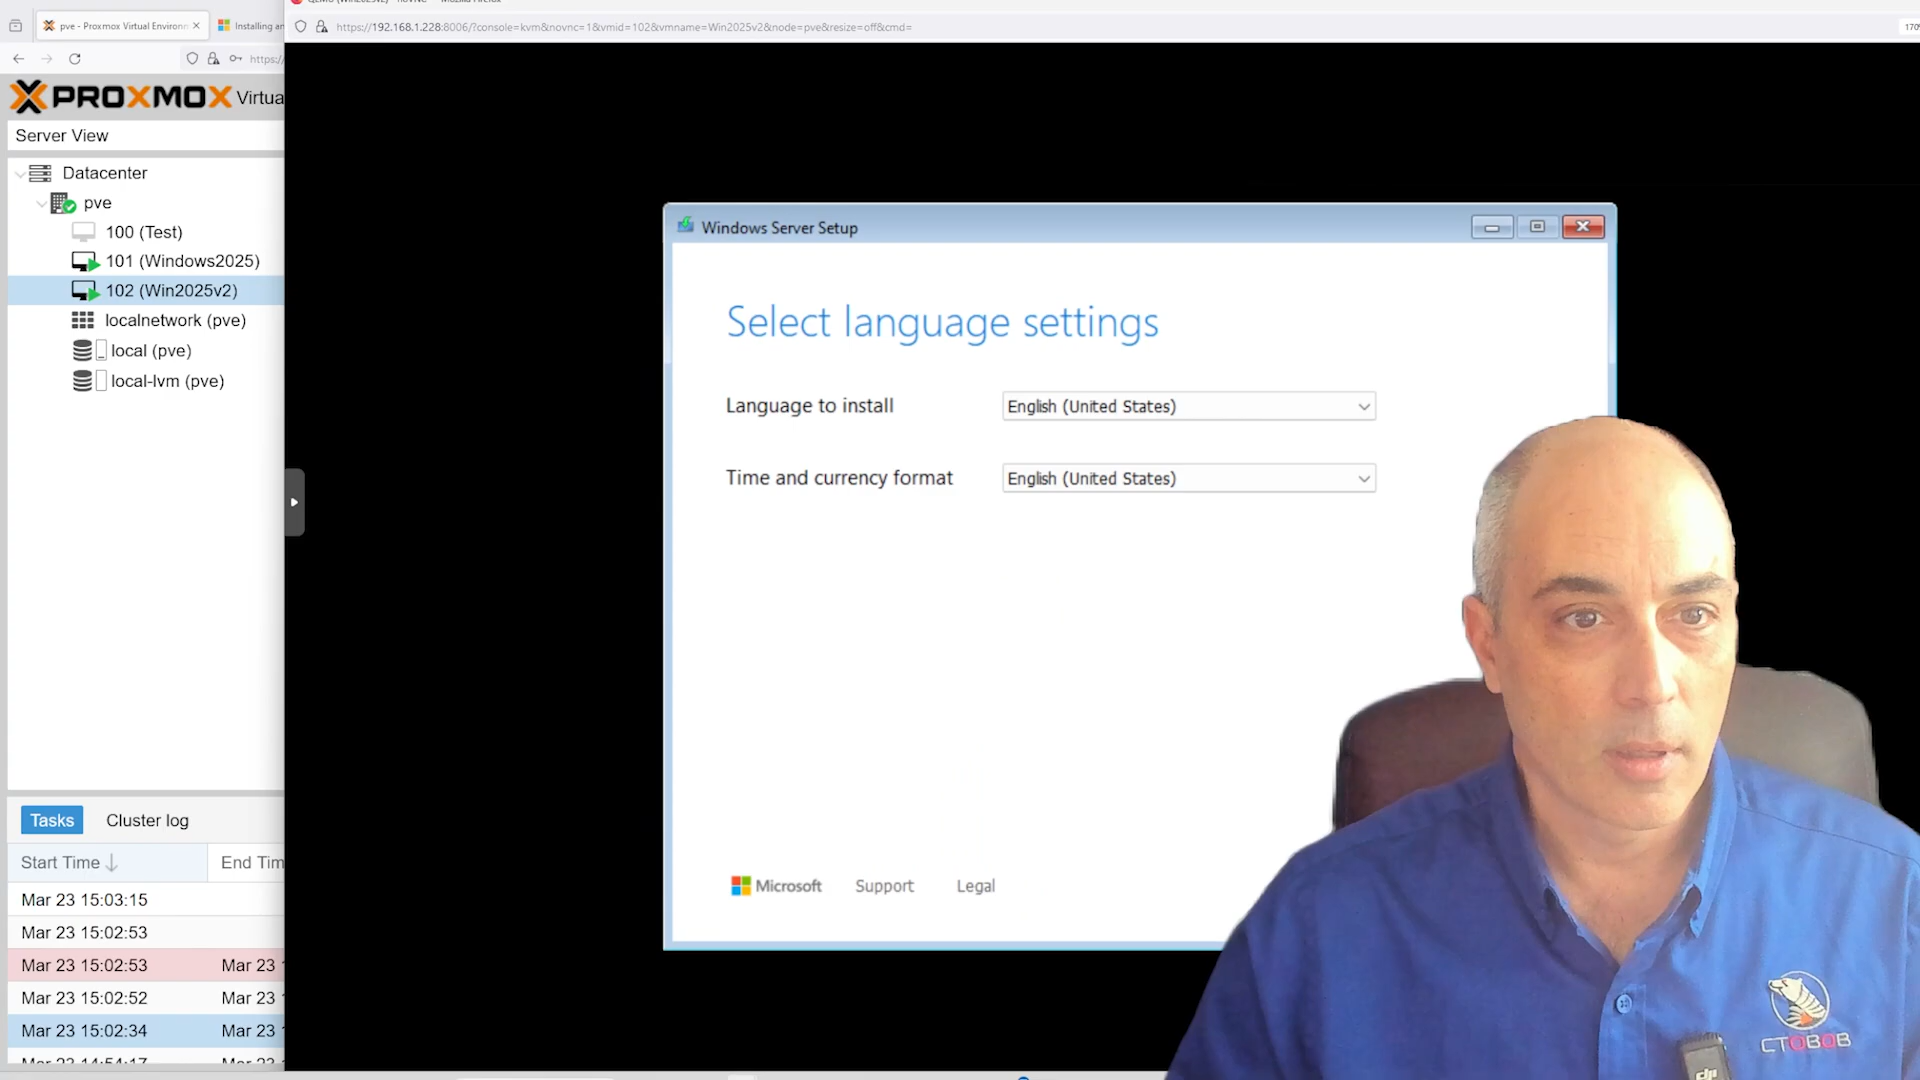 pve - Proxmox Virtual Environ
Installing an
https://
https://192.168.1.228:8006/?console=kvm&novnc=1&vmid=102&vmname=Win2025v2&node=pve&resize=off&cmd=
170%
PROXMOX Virtua
Server View
Datacenter
pve
100 (Test)
101 (Windows2025)
102 (Win2025v2)
localnetwork (pve)
local (pve)
local-lvm (pve)
Windows Server Setup
Select language settings
Language to install
English (United States)
Time and currency format
English (United States)
Microsoft
Support
Legal
Tasks
Cluster log
Start Time
End Tim
Mar 23 15:03:15
Mar 23 15:02:53
Mar 23 15:02:53
Mar 23
Mar 23 15:02:52
Mar 23
Mar 23 15:02:34
Mar 23
CTOBOB
dji